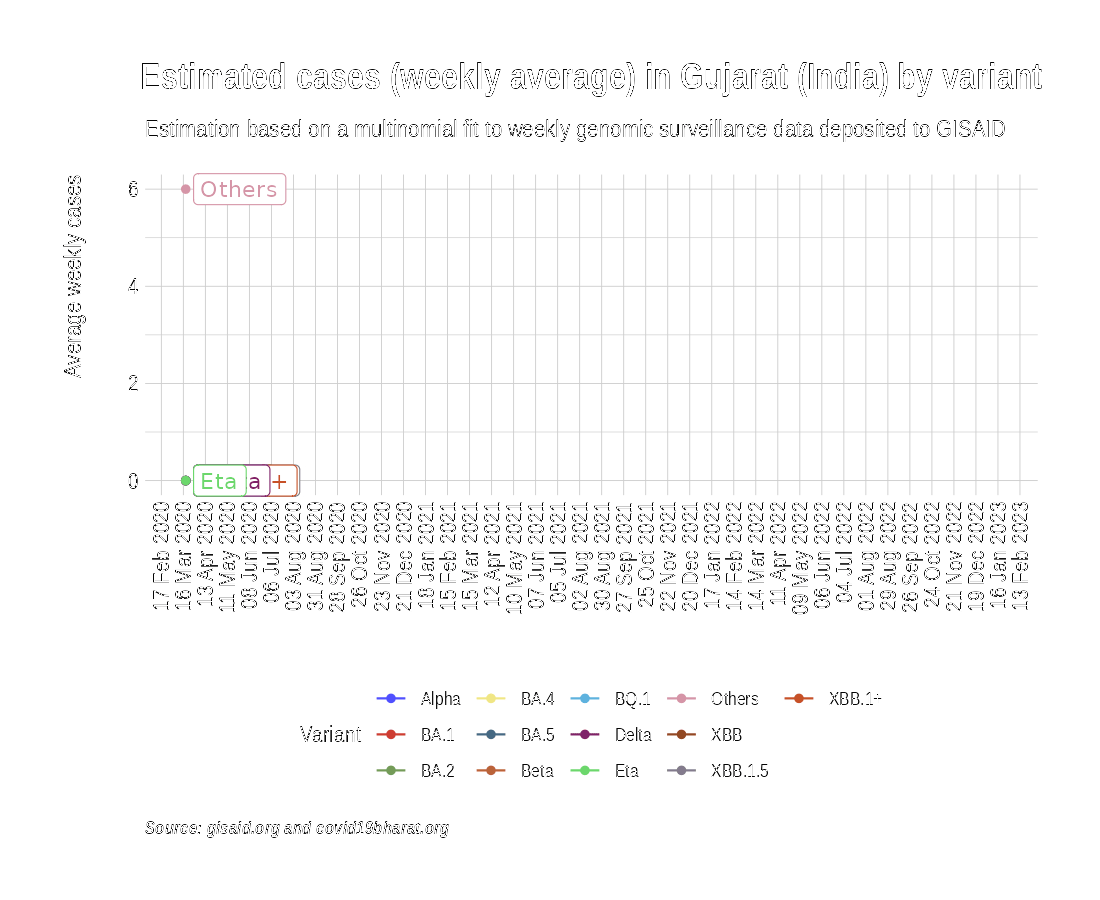 Estimated cases (weekly average) in Gujarat (India) by variant
Estimation based on a multinomial fit to weekly genomic surveillance data deposited to GISAID
Average weekly cases
6
Others
4
2
0
Eta
a
+
17 Feb 2020
16 Mar 2020
13 Apr 2020
11 May 2020
08 Jun 2020
06 Jul 2020
03 Aug 2020
31 Aug 2020
28 Sep 2020
26 Oct 2020
23 Nov 2020
21 Dec 2020
18 Jan 2021
15 Feb 2021
15 Mar 2021
12 Apr 2021
10 May 2021
07 Jun 2021
05 Jul 2021
02 Aug 2021
30 Aug 2021
27 Sep 2021
25 Oct 2021
22 Nov 2021
20 Dec 2021
17 Jan 2022
14 Feb 2022
14 Mar 2022
11 Apr 2022
09 May 2022
06 Jun 2022
04 Jul 2022
01 Aug 2022
29 Aug 2022
26 Sep 2022
24 Oct 2022
21 Nov 2022
19 Dec 2022
16 Jan 2023
13 Feb 2023
Variant
Alpha
BA.1
BA.2
BA.4
BA.5
Beta
BQ.1
Delta
Eta
Others
XBB
XBB.1.5
XBB.1+
Source: gisaid.org and covid19bharat.org